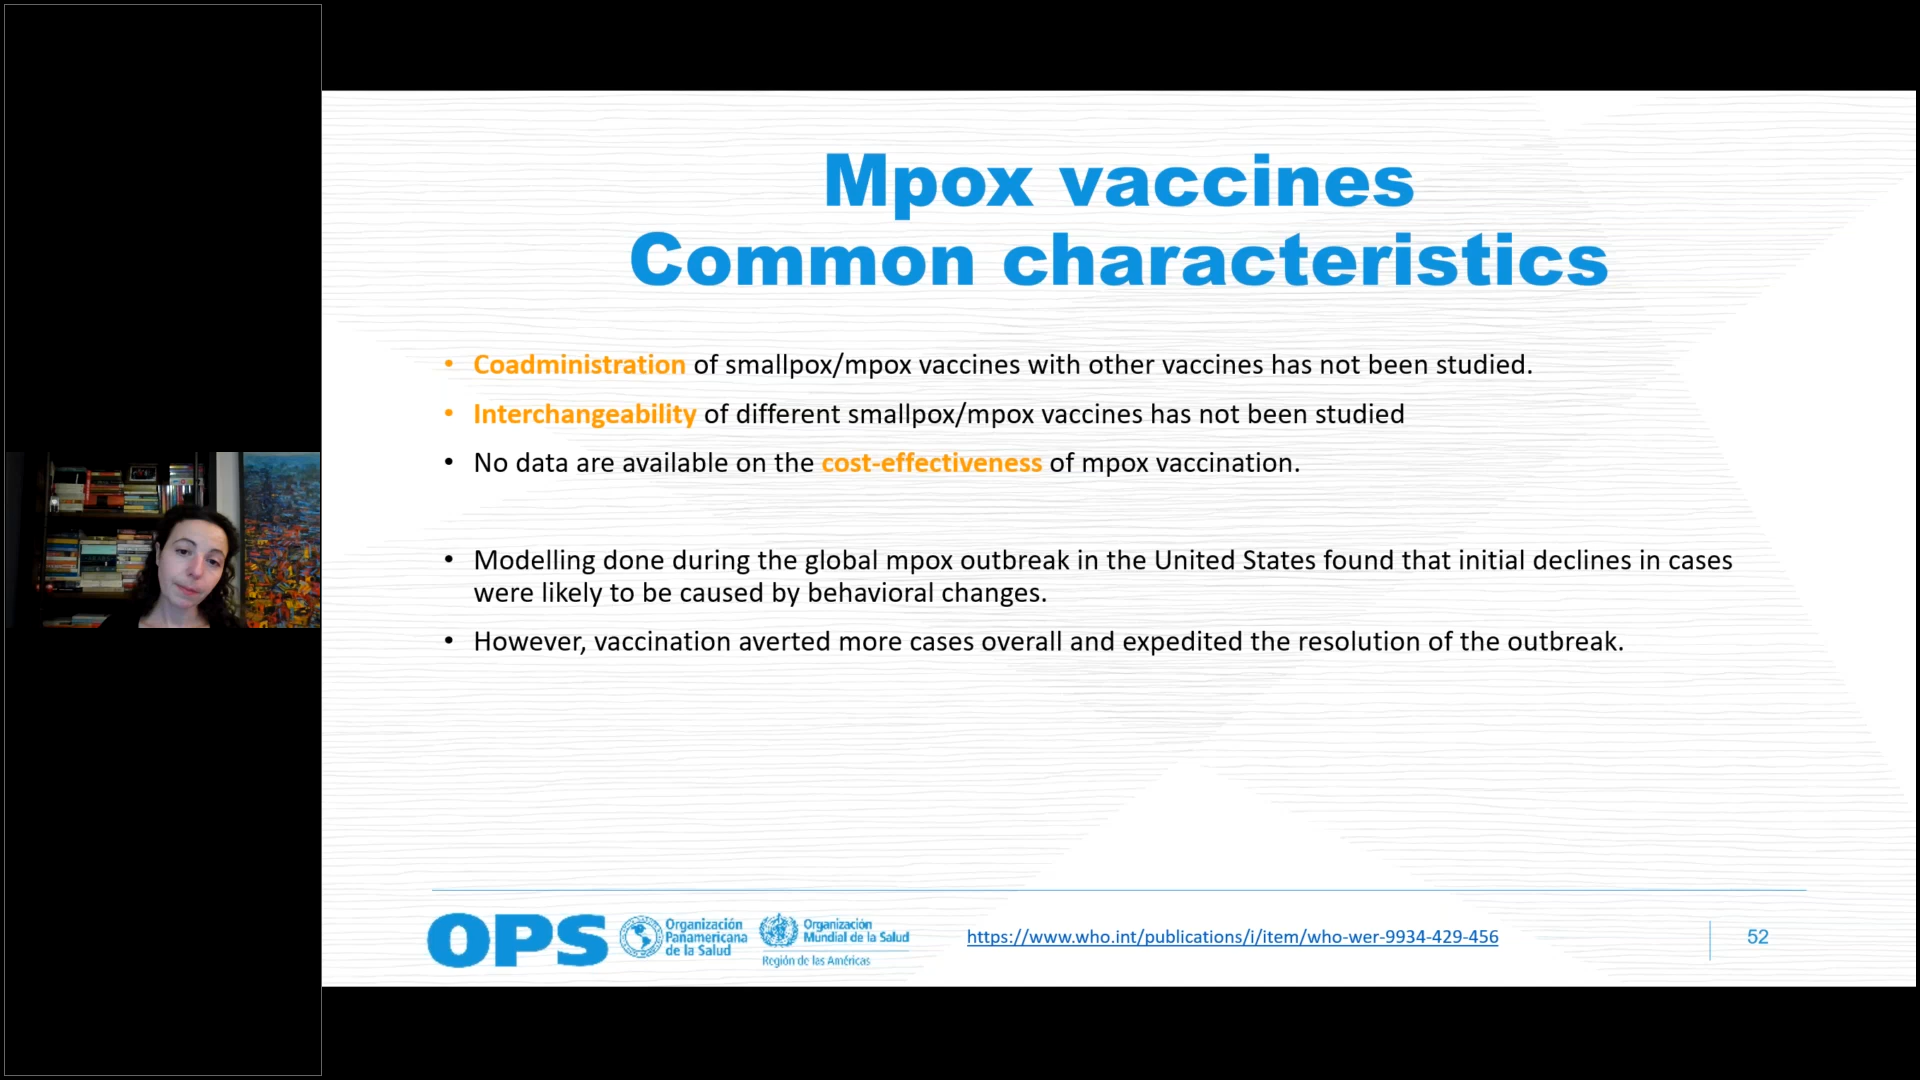 Mpox vaccines
Common characteristics
• Coadministration of smallpox/mpox vaccines with other vaccines has not been studied.
• Interchangeability of different smallpox/mpox vaccines has not been studied
• No data are available on the cost-effectiveness of mpox vaccination.
• Modelling done during the global mpox outbreak in the United States found that initial declines in cases
were likely to be caused by behavioral changes.
• However, vaccination averted more cases overall and expedited the resolution of the outbreak.
OPS
Organización
Panamericana
de la Salud
Organización
Mundial de la Salud
Región de las Américas
https://www.who.int/publications/i/item/who-wer-9934-429-456
52